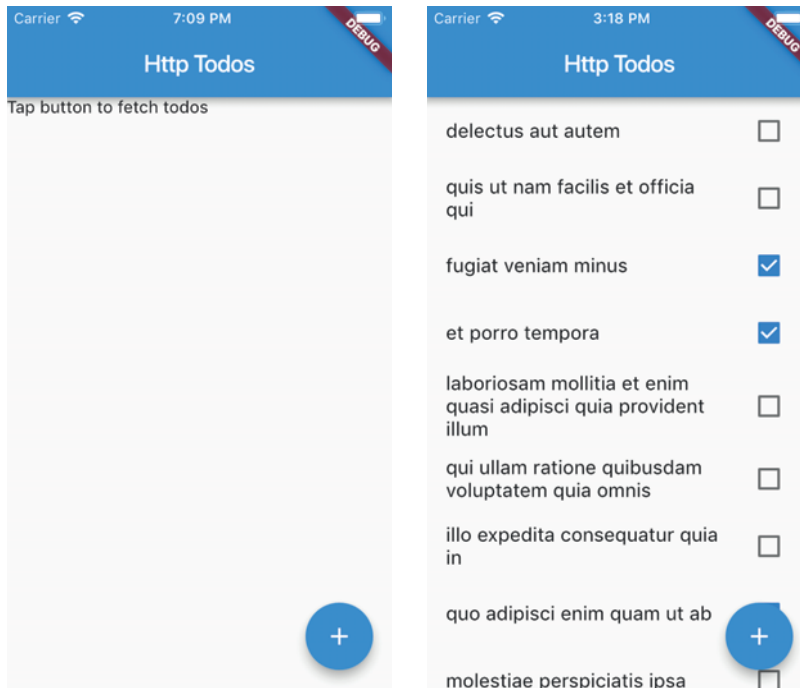 Carrier 7:09 PM
DEBUG
Http Todos
Tap button to fetch todos
+
Carrier 3:18 PM
DEBUG
Http Todos
delectus aut autem
quis ut nam facilis et officia
qui
fugiat veniam minus
et porro tempora
laboriosam mollitia et enim
quasi adipisci quia provident
illum
qui ullam ratione quibusdam
voluptatem quia omnis
illo expedita consequatur quia
in
quo adipisci enim quam ut ab
+
molestiae perspiciatis ipsa